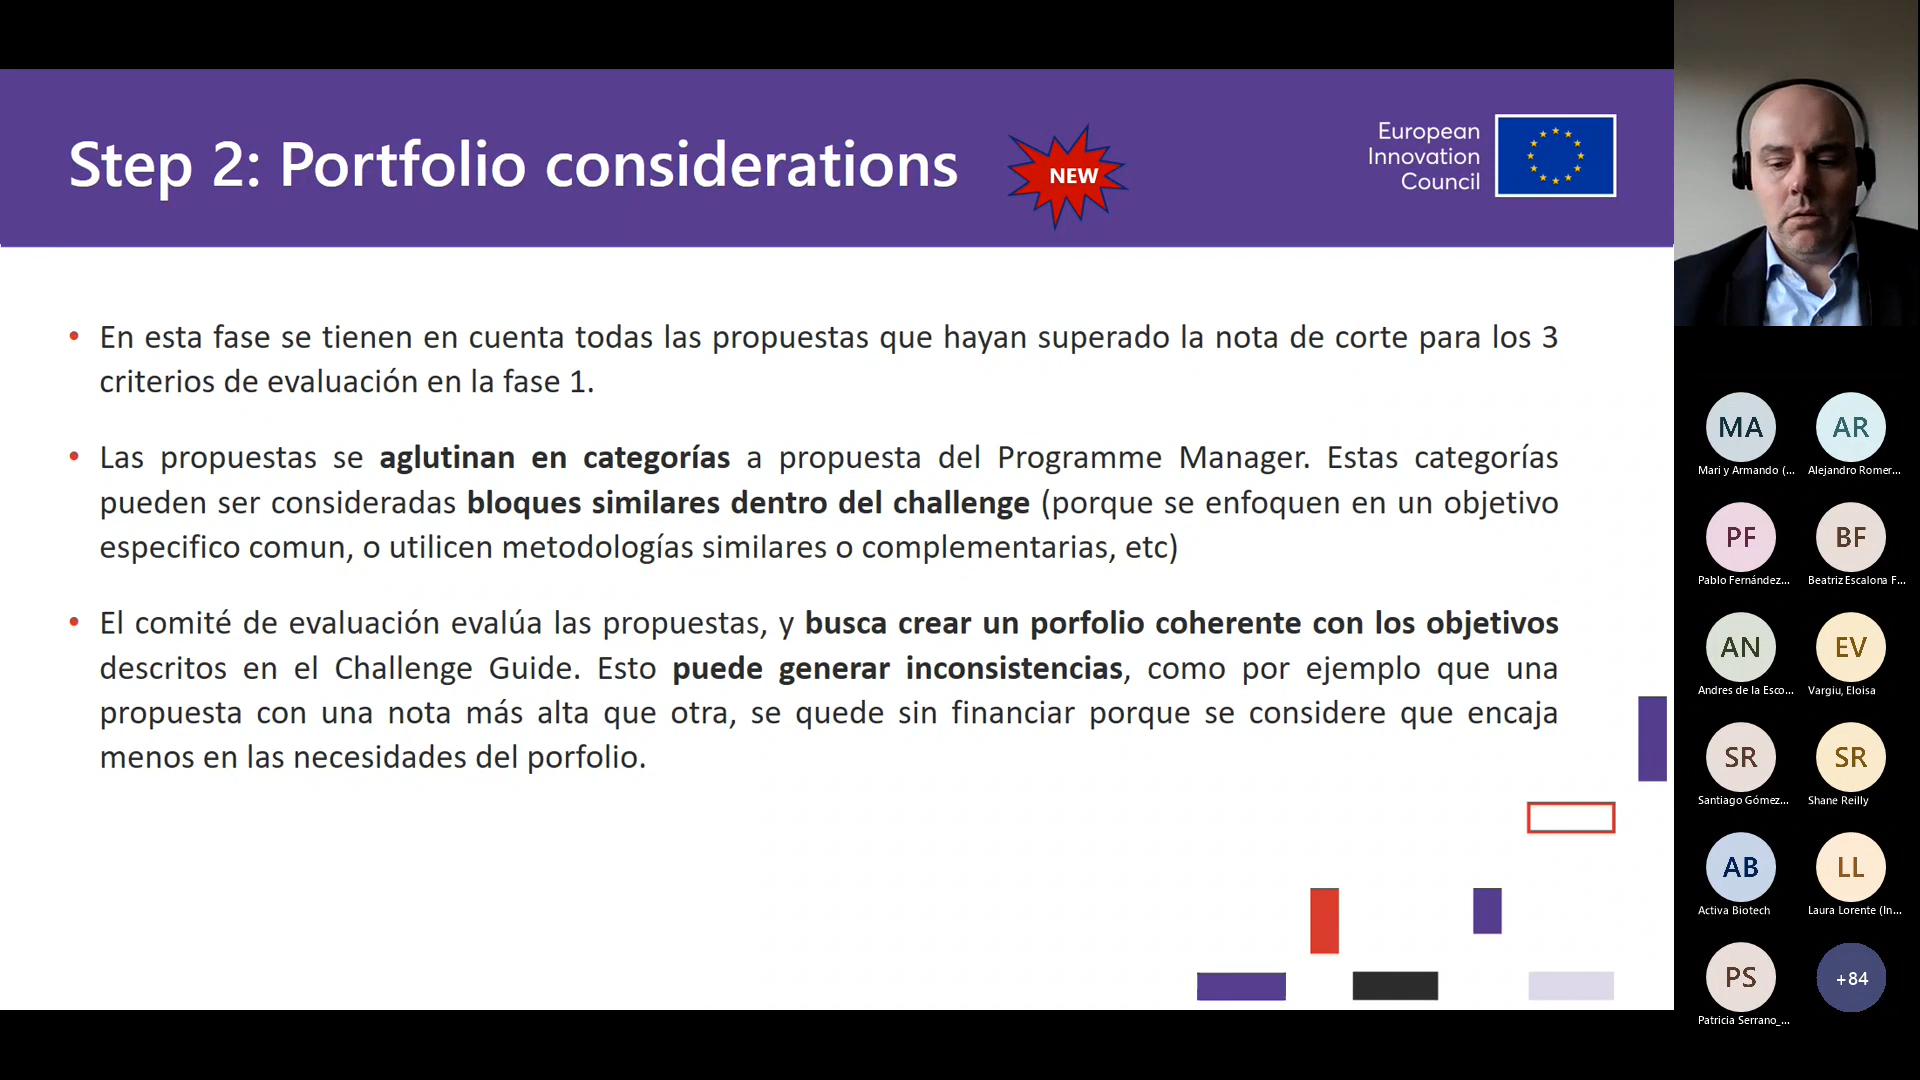 Step 2: Portfolio considerations
NEW
European
Innovation
Council
• En esta fase se tienen en cuenta todas las propuestas que hayan superado la nota de corte para los 3
criterios de evaluación en la fase 1.
• Las propuestas se aglutinan en categorías a propuesta del Programme Manager. Estas categorías
pueden ser consideradas bloques similares dentro del challenge (porque se enfoquen en un objetivo
especifico comun, o utilicen metodologías similares o complementarias, etc)
• El comité de evaluación evalúa las propuestas, y busca crear un porfolio coherente con los objetivos
descritos en el Challenge Guide. Esto puede generar inconsistencias, como por ejemplo que una
propuesta con una nota más alta que otra, se quede sin financiar porque se considere que encaja
menos en las necesidades del porfolio.
MA
Mari y Armando (...
AR
Alejandro Romer...
PF
Pablo Fernández...
BF
Beatriz Escalona F...
AN
Andres de la Esco...
EV
Vargiu, Eloisa
SR
Santiago Gómez...
SR
Shane Reilly
AB
Activa Biotech
LL
Laura Lorente (In...
PS
Patricia Serrano_...
+84